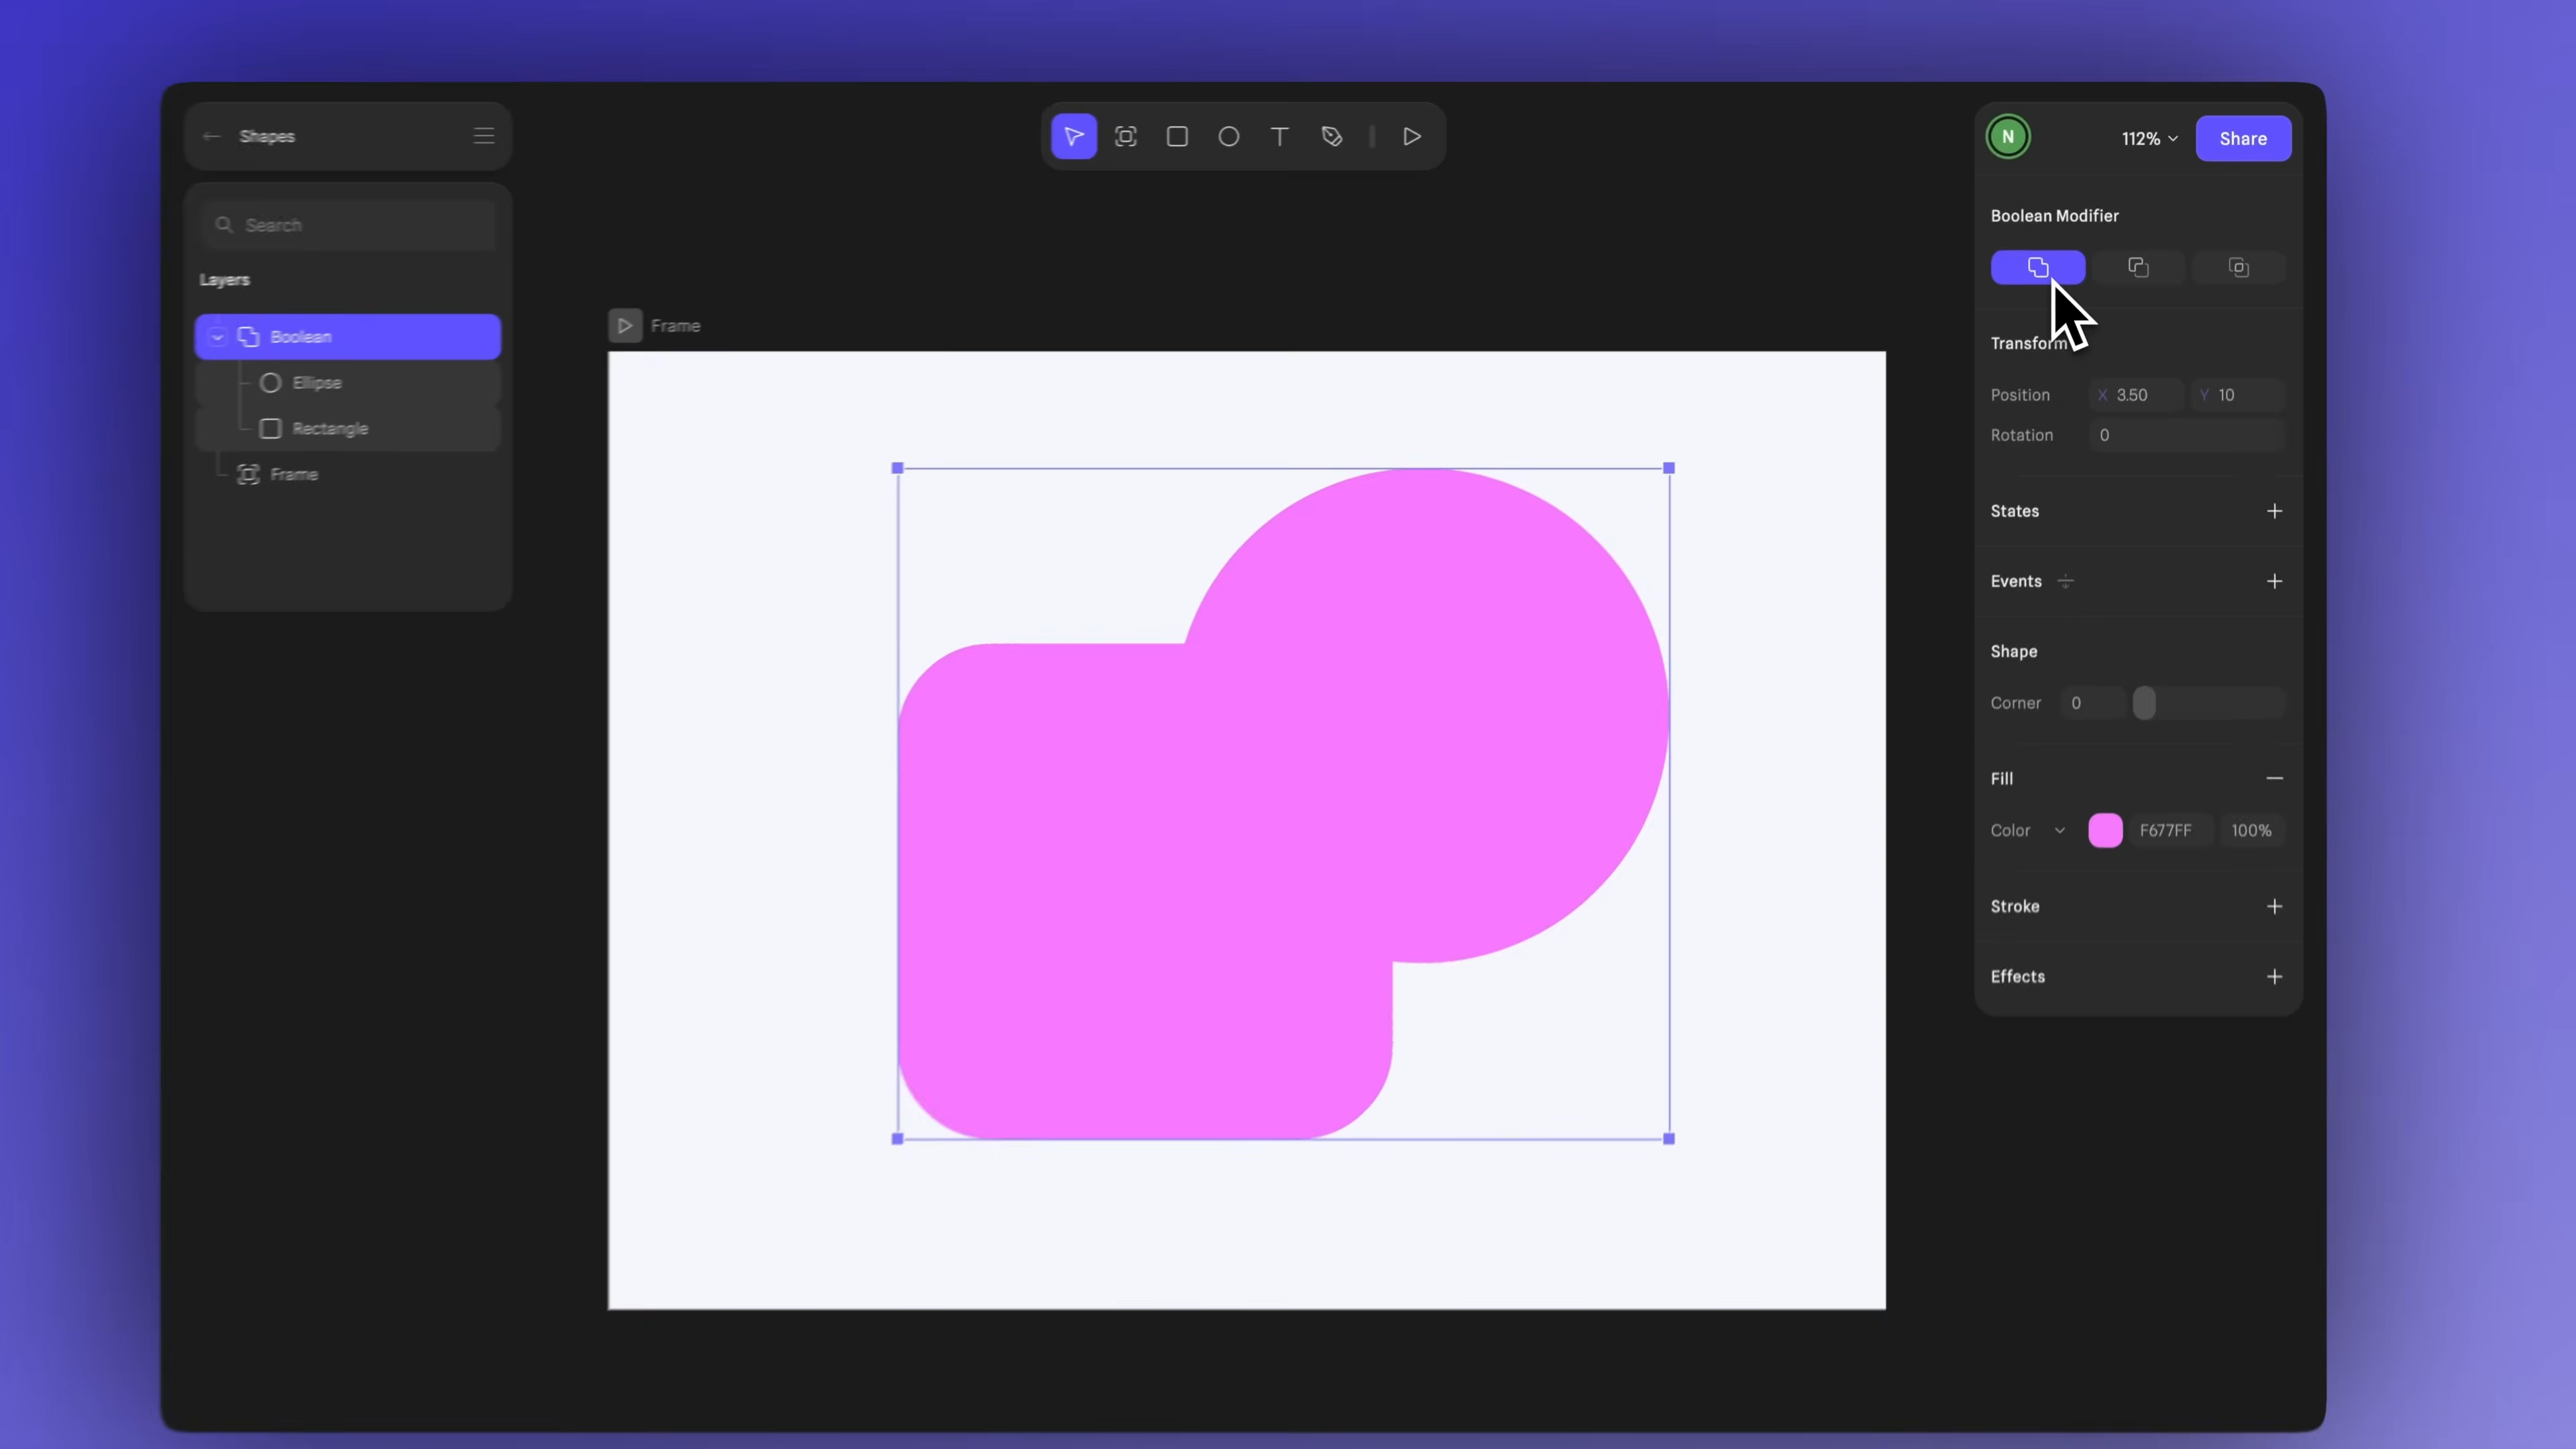 Shapes
Search
Layers
Boolean
Ellipse
Rectangle
Frame
Frame
N
112%
Share
Boolean Modifier
Transform
Position X 3.50 Y 10
Rotation 0
States
Events
Shape
Corner 0
Fill
Color F677FF 100%
Stroke
Effects